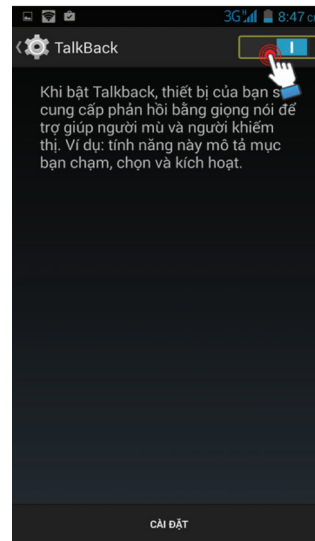 3G 8:47
TalkBack
Khi bật Talkback, thiết bị của bạn
cung cấp phản hồi bằng giọng nói để
trợ giúp người mù và người khiếm
thị. Ví dụ: tính năng này mô tả mục
bạn chạm, chọn và kích hoạt.
CÀI ĐẶT